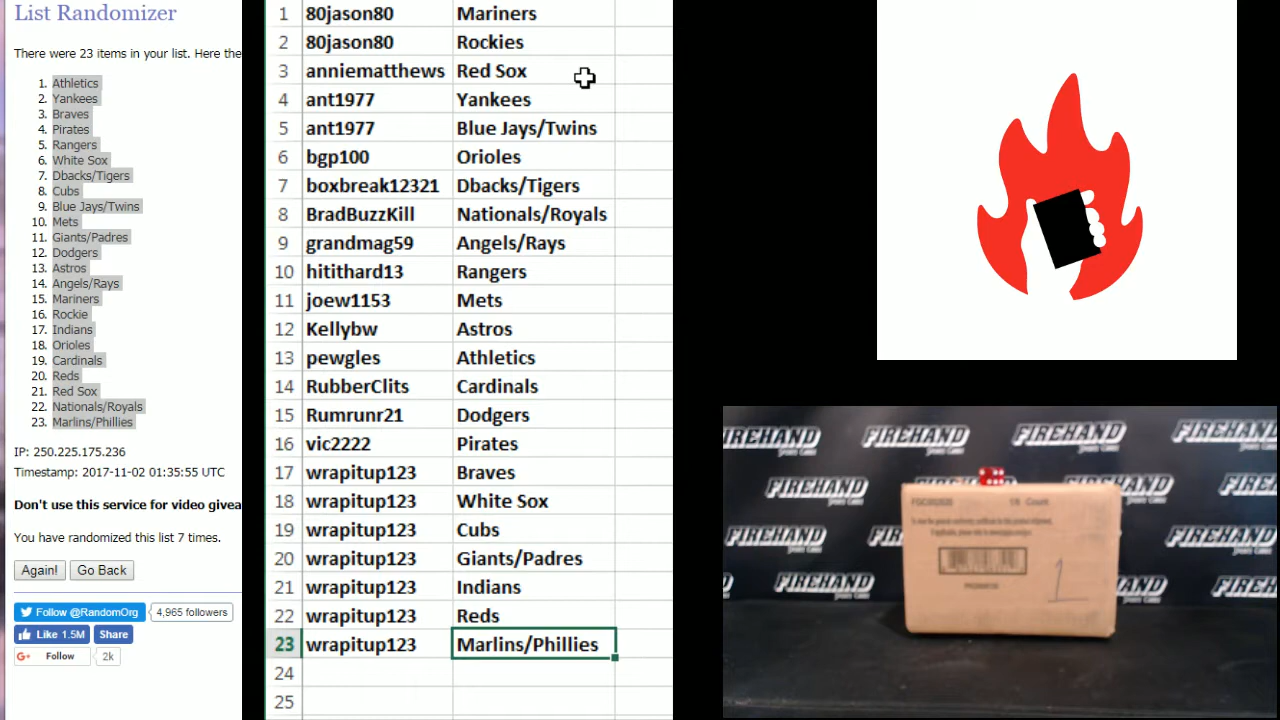 List Randomizer
There were 23 items in your list. Here the
1. Athletics
2. Yankees
3. Braves
4. Pirates
5. Rangers
6. White Sox
7. Dbacks/Tigers
8. Cubs
9. Blue Jays/Twins
10. Mets
11. Giants/Padres
12. Dodgers
13. Astros
14. Angels/Rays
15. Mariners
16. Rockie
17. Indians
18. Orioles
19. Cardinals
20. Reds
21. Red Sox
22. Nationals/Royals
23. Marlins/Phillies
IP: 250.225.175.236
Timestamp: 2017-11-02 01:35:55 UTC
Don't use this service for video givea
You have randomized this list 7 times.
Again! Go Back
Follow @RandomOrg 4,965 followers
Like 1.5M Share
G+ Follow 2k
1 80jason80 Mariners
2 80jason80 Rockies
3 anniematthews Red Sox
4 ant1977 Yankees
5 ant1977 Blue Jays/Twins
6 bgp100 Orioles
7 boxbreak12321 Dbacks/Tigers
8 BradBuzzKill Nationals/Royals
9 grandmag59 Angels/Rays
10 hitithard13 Rangers
11 joew1153 Mets
12 Kellybw Astros
13 pewgles Athletics
14 RubberClits Cardinals
15 Rumrunr21 Dodgers
16 vic2222 Pirates
17 wrapitup123 Braves
18 wrapitup123 White Sox
19 wrapitup123 Cubs
20 wrapitup123 Giants/Padres
21 wrapitup123 Indians
22 wrapitup123 Reds
23 wrapitup123 Marlins/Phillies
24
25
FIREHAND FIREHAND FIREHAND FIREHAND
FIREHAND FIREHAND FIREHAND
FIREHAND FIREHAND
FIREHAND FIREHAND
Count
1